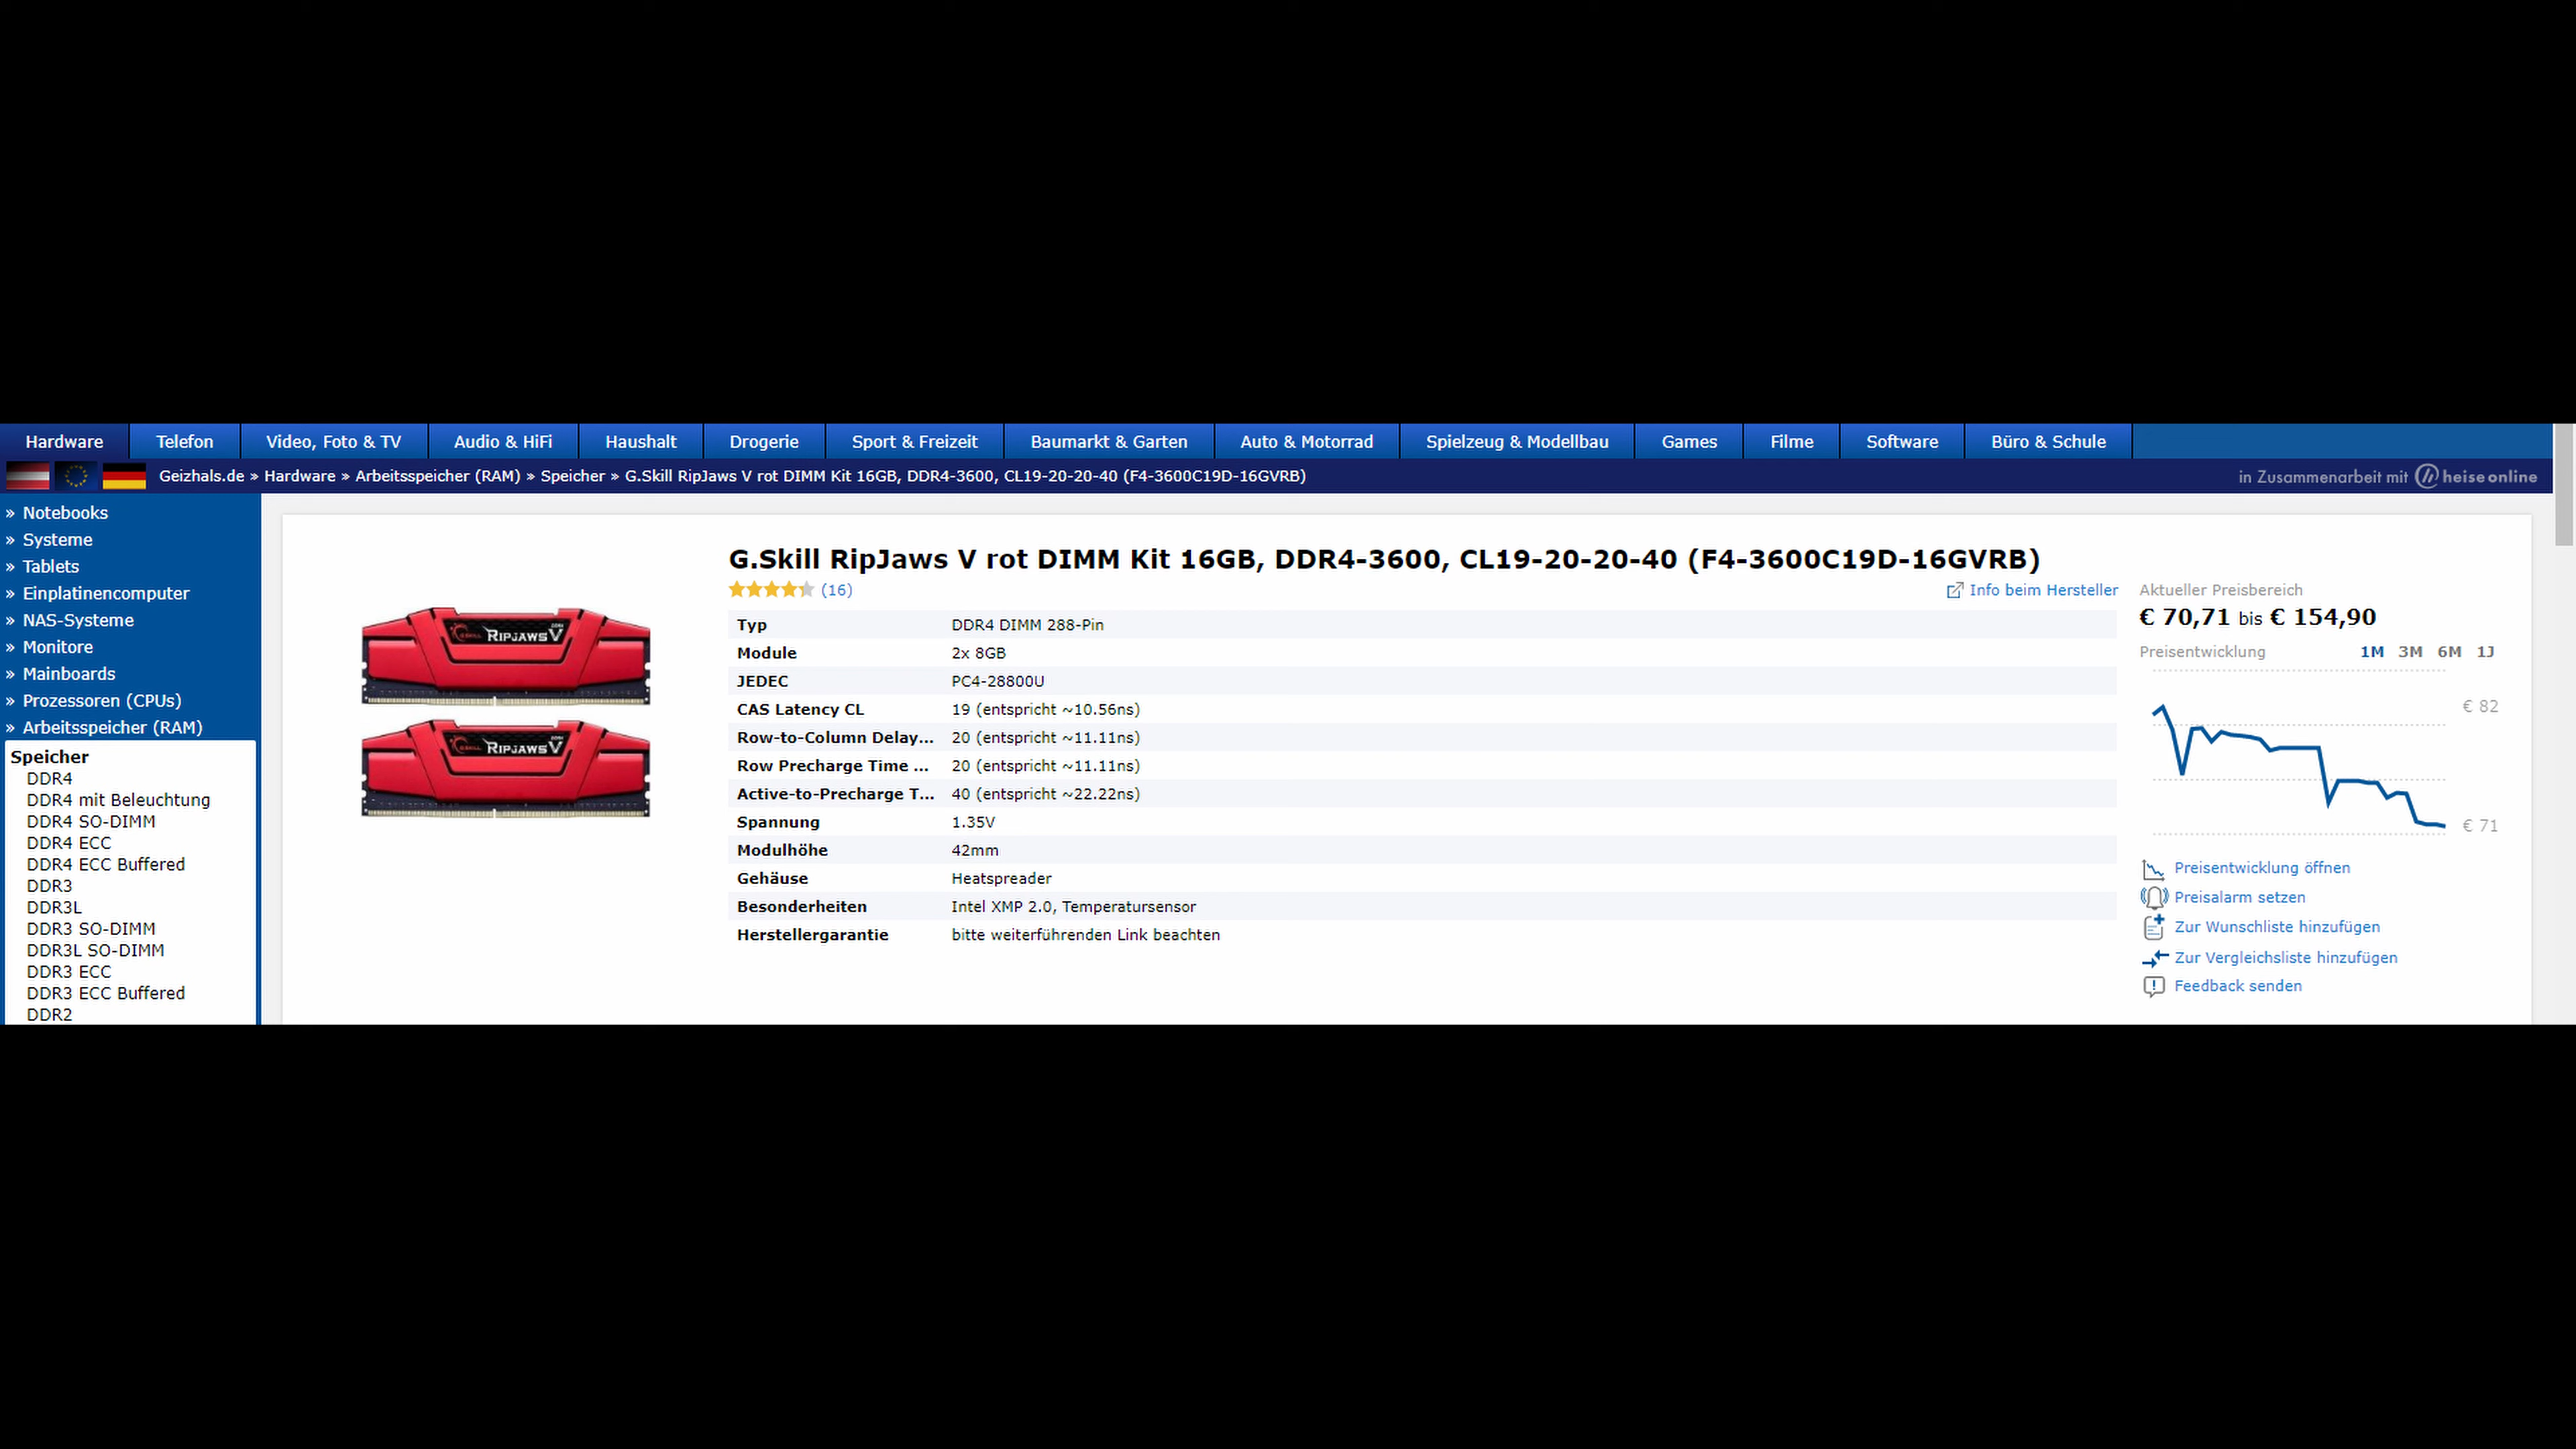 Hardware Telefon Video, Foto & TV Audio & HiFi Haushalt Drogerie Sport & Freizeit Baumarkt & Garten Auto & Motorrad Spielzeug & Modellbau Games Filme Software Büro & Schule
Geizhals.de » Hardware » Arbeitsspeicher (RAM) » Speicher » G.Skill RipJaws V rot DIMM Kit 16GB, DDR4-3600, CL19-20-20-40 (F4-3600C19D-16GVRB)
in Zusammenarbeit mit heise online
» Notebooks
» Systeme
» Tablets
» Einplatinencomputer
» NAS-Systeme
» Monitore
» Mainboards
» Prozessoren (CPUs)
» Arbeitsspeicher (RAM)
Speicher
DDR4
DDR4 mit Beleuchtung
DDR4 SO-DIMM
DDR4 ECC
DDR4 ECC Buffered
DDR3
DDR3L
DDR3 SO-DIMM
DDR3L SO-DIMM
DDR3 ECC
DDR3 ECC Buffered
DDR2
RIPJAWS V
RIPJAWS V
G.Skill RipJaws V rot DIMM Kit 16GB, DDR4-3600, CL19-20-20-40 (F4-3600C19D-16GVRB)
(16)
Info beim Hersteller
Typ DDR4 DIMM 288-Pin
Module 2x 8GB
JEDEC PC4-28800U
CAS Latency CL 19 (entspricht ~10.56ns)
Row-to-Column Delay... 20 (entspricht ~11.11ns)
Row Precharge Time ... 20 (entspricht ~11.11ns)
Active-to-Precharge T... 40 (entspricht ~22.22ns)
Spannung 1.35V
Modulhöhe 42mm
Gehäuse Heatspreader
Besonderheiten Intel XMP 2.0, Temperatursensor
Herstellergarantie bitte weiterführenden Link beachten
Aktueller Preisbereich
€ 70,71 bis € 154,90
Preisentwicklung 1M 3M 6M 1J
€ 82
€ 71
Preisentwicklung öffnen
Preisalarm setzen
Zur Wunschliste hinzufügen
Zur Vergleichsliste hinzufügen
Feedback senden